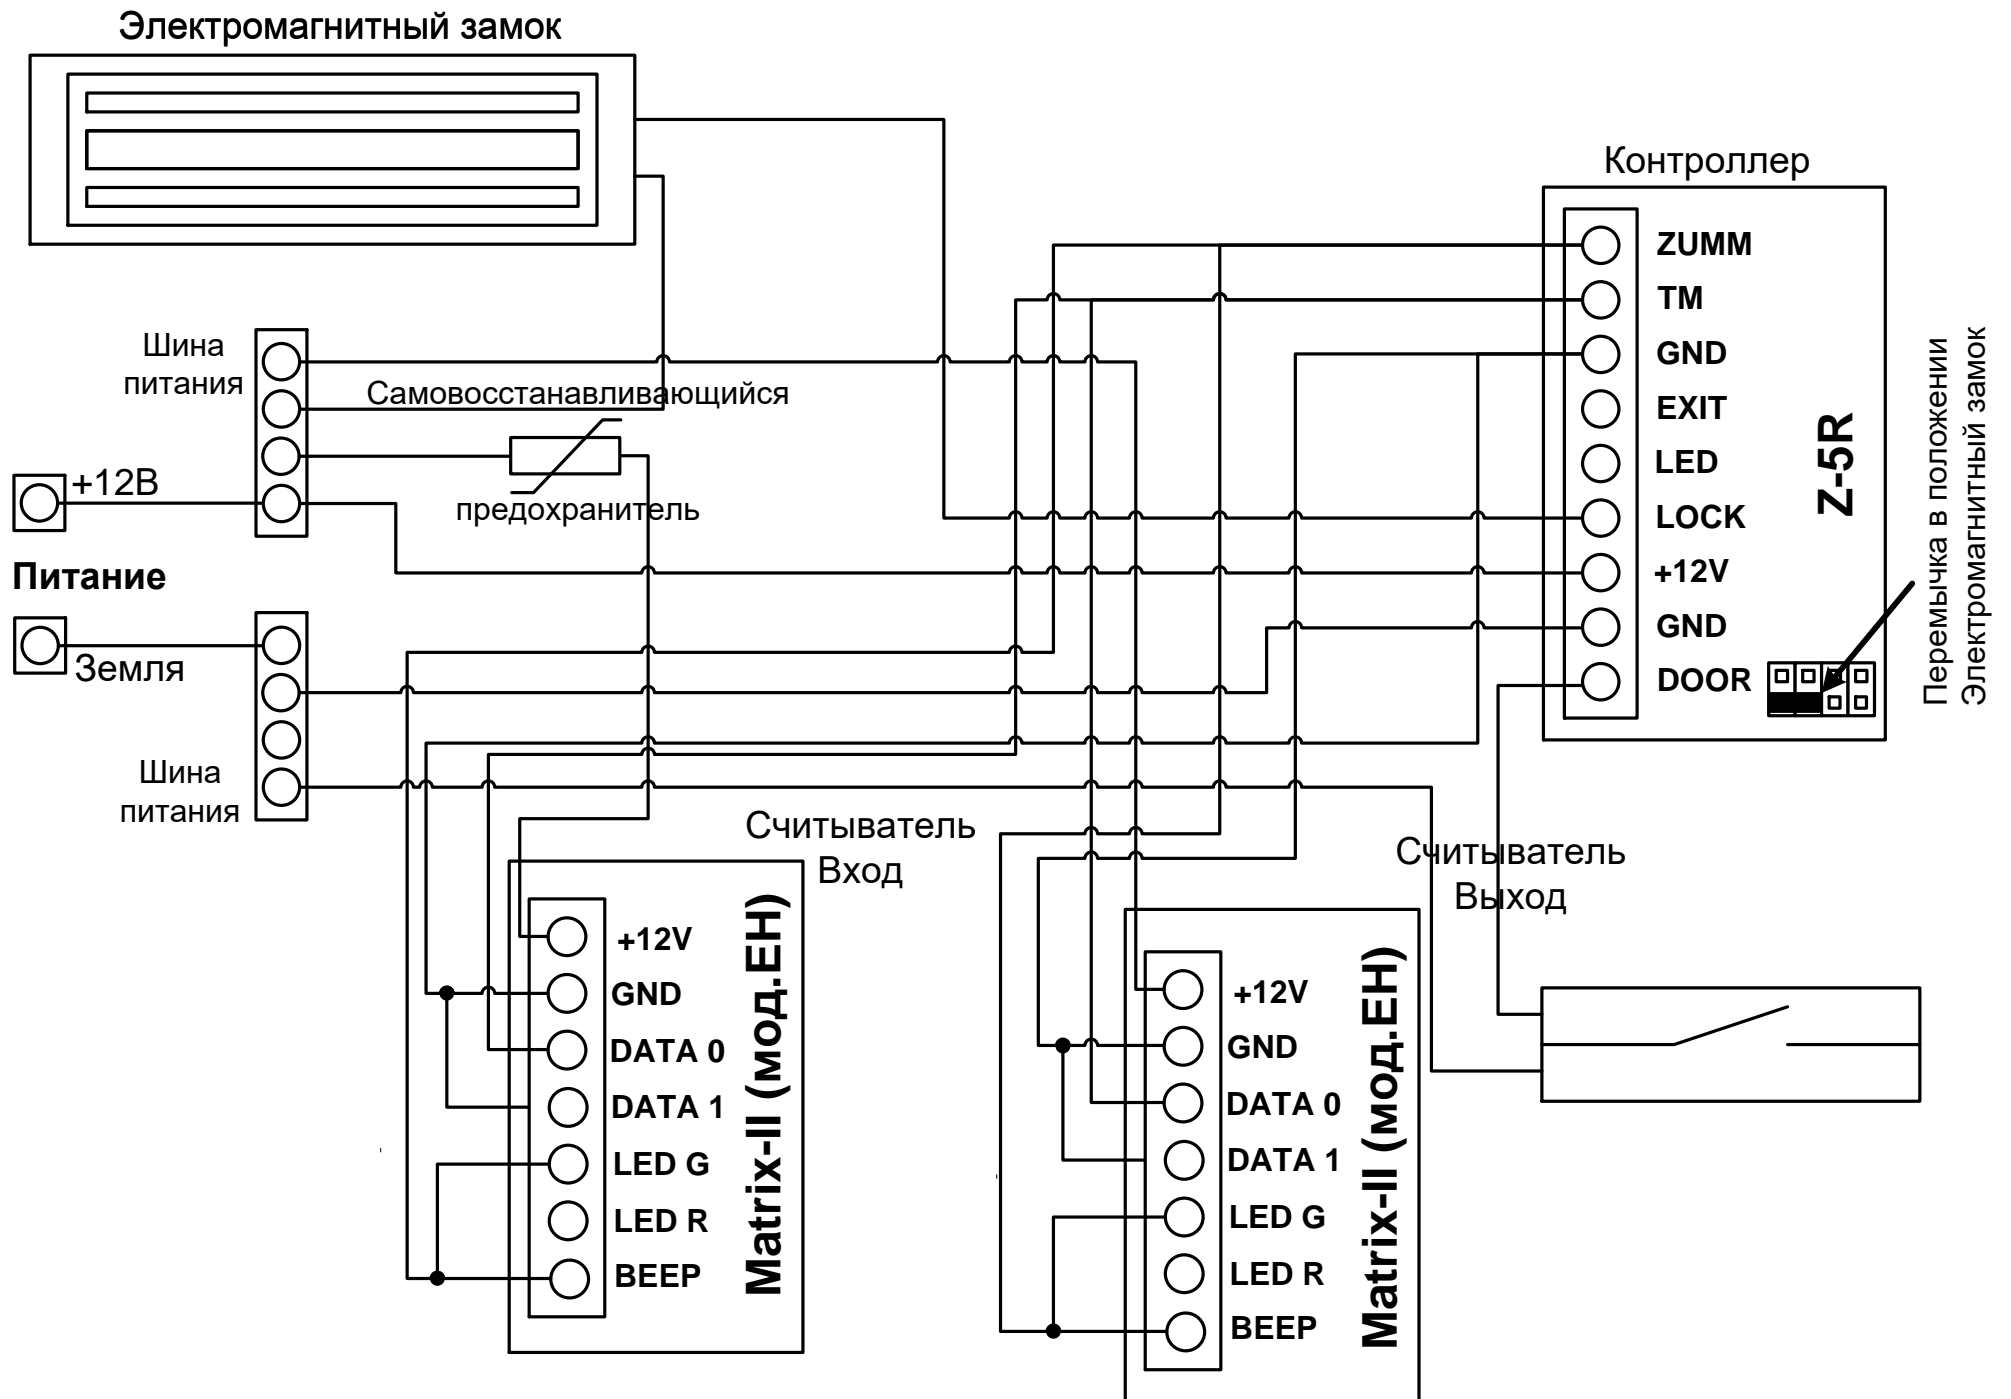 Электромагнитный замок
Контроллер
ZUMM
TM
GND
EXIT
LED
LOCK
+12V
GND
DOOR
Z-5R
Перемычка в положении
Электромагнитный замок
Шина
питания
Самовосстанавливающийся
предохранитель
+12В
Питание
Земля
Шина
питания
Считыватель
Вход
+12V
GND
DATA 0
DATA 1
LED G
LED R
BEEP
Matrix-II (мод.EH)
Считыватель
Выход
+12V
GND
DATA 0
DATA 1
LED G
LED R
BEEP
Matrix-II (мод.EH)